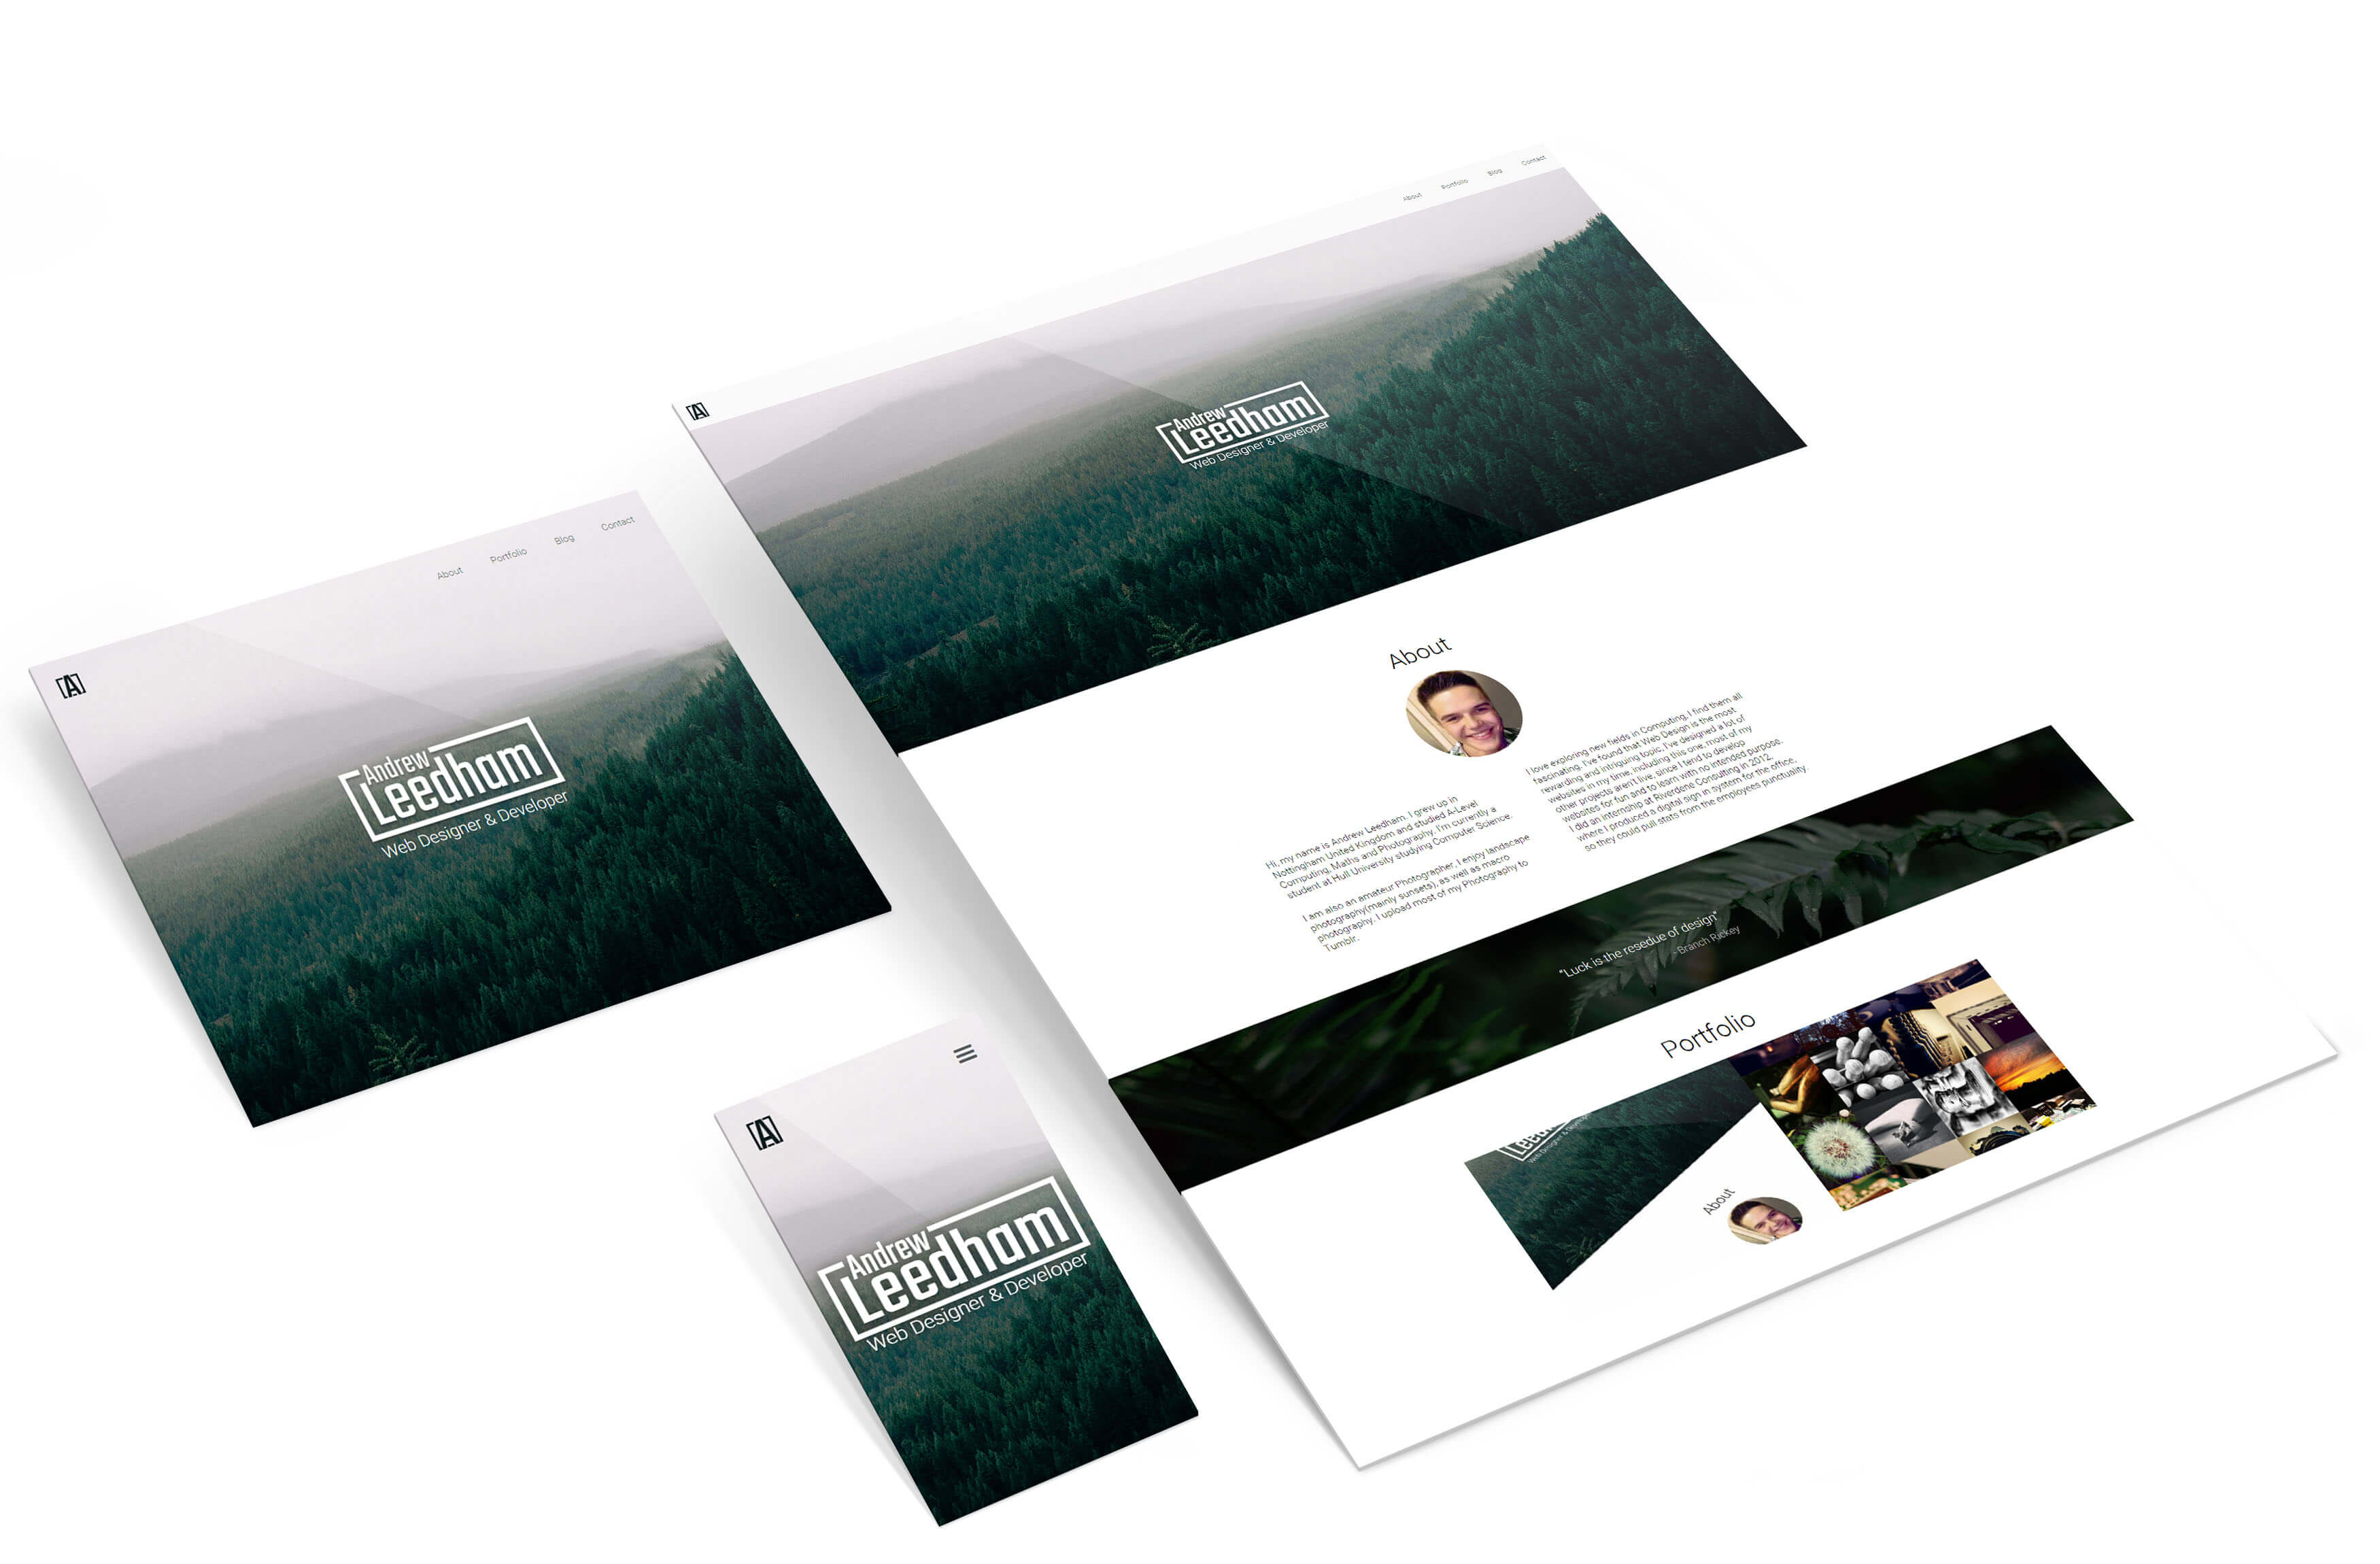 About
Portfolio
Blog
Contact
[A]
Andrew
Leedham
Web Designer & Developer
About
Portfolio
Blog
Contact
[A]
Andrew
Leedham
Web Designer & Developer
About
Hi, my name is Andrew Leedham. I grew up in
Nottingham United Kingdom and studied A-Level
Computing, Maths and Photography. I'm currently a
student at Hull University studying Computer Science.
I am also an amateur Photographer, I enjoy landscape
photography(mainly sunsets), as well as macro
photography. I upload most of my Photography to
Tumblr.
I love exploring new fields in Computing, I find them all
fascinating. I've found that Web Design is the most
rewarding and intriguing topic, I've designed a lot of
websites in my time, including this one, most of my
other projects aren't live, since I tend to develop
websites for fun and to learn with no intended purpose.
I did an internship at Riverdene Consulting in 2012,
where I produced a digital sign in system for the office,
so they could pull stats from the employees punctuality.
"Luck is the resedue of design"
- Branch Rickey
Portfolio
Web Designer & Developer
About
[A]
Andrew
Leedham
Web Designer & Developer